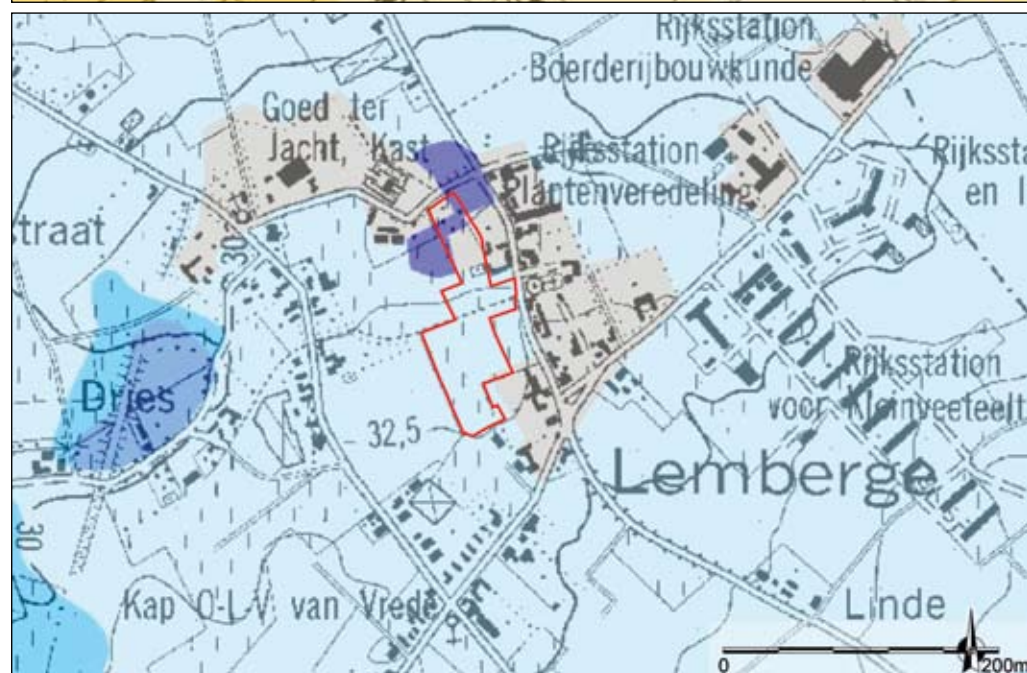 Rijksstation
Boerderijbouwkunde
Goed ter
Jacht, Kast
Rijksstation
Plantenveredeling
Rijkssta
en l
straat
30
Dries
Rijksstation
voor Kleinveeteelt
32,5
Lemberge
30
Kap O-L-V van Vrede
Linde
0
200m